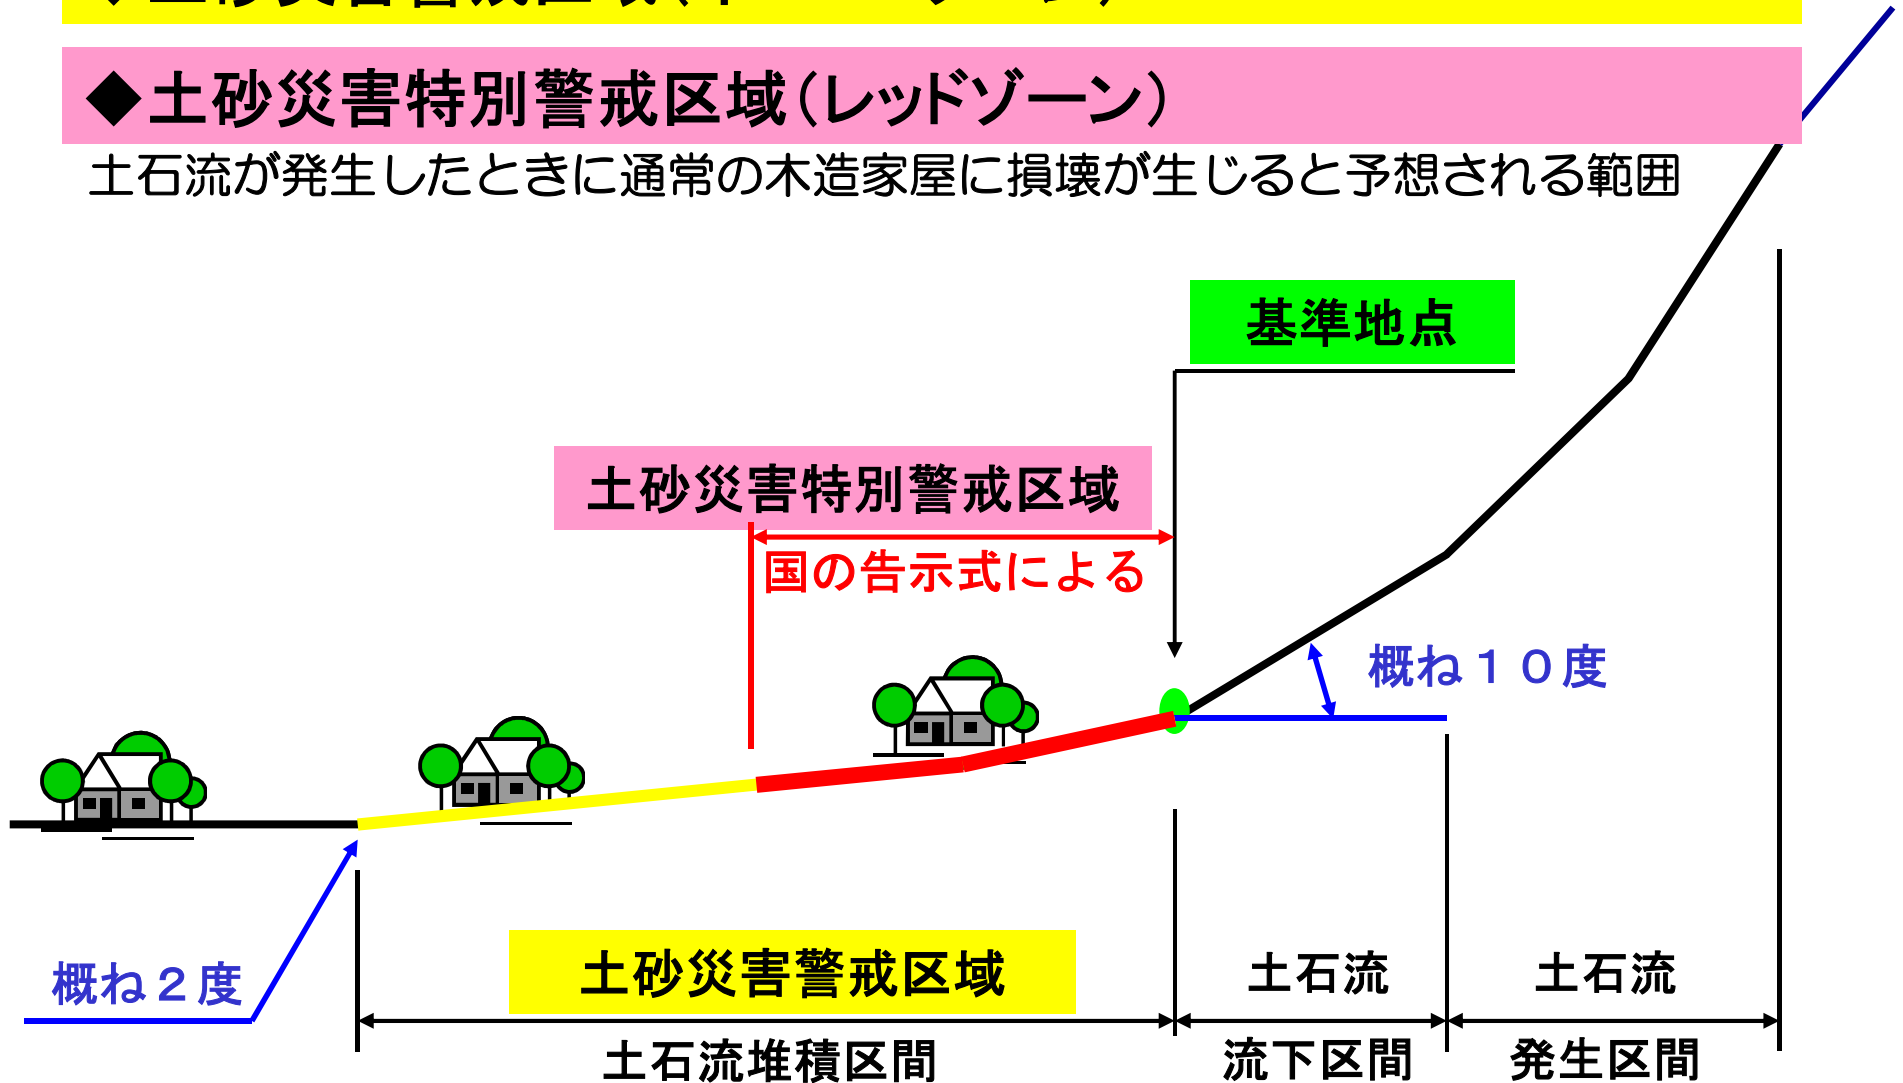 ◆土砂災害特別警戒区域（レッドゾーン）
土石流が発生したときに通常の木造家屋に損壊が生じると予想される範囲
基準地点
土砂災害特別警戒区域
国の告示式による
概ね１０度
概ね２度
土砂災害警戒区域
土石流堆積区間
土石流
流下区間
土石流
発生区間